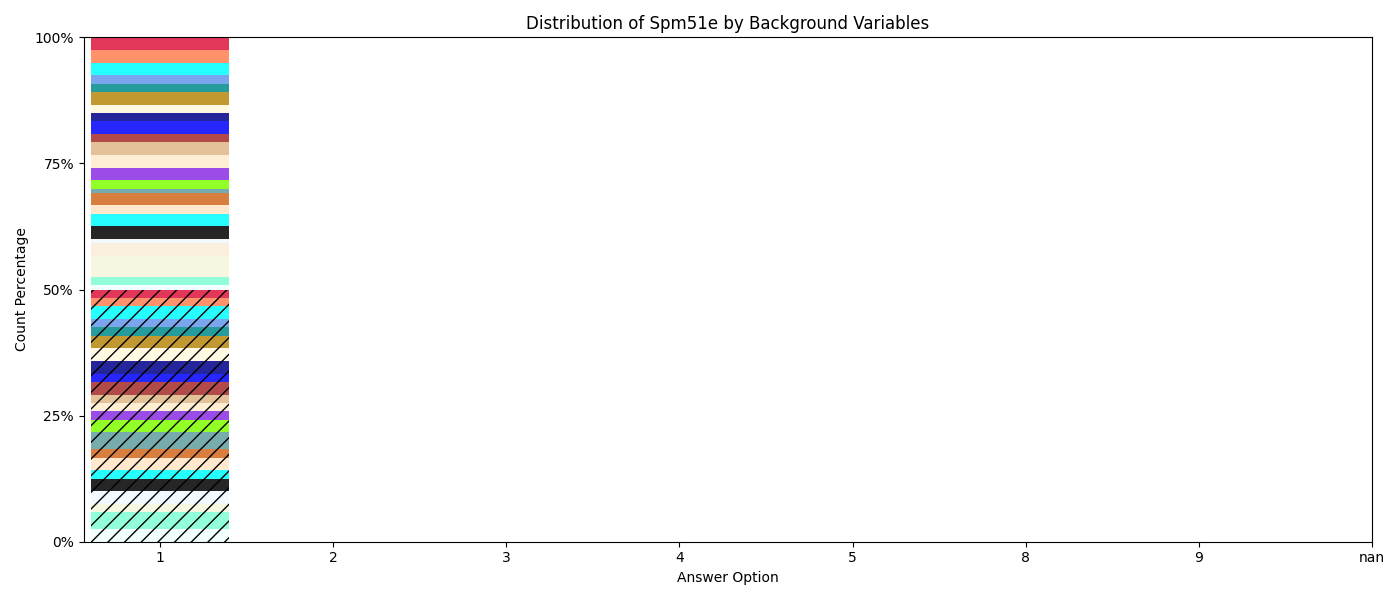 Distribution of Spm51e by Background Variables
100%
75%
50%
25%
0%
Count Percentage
1 2 3 4 5 8 9 nan
Answer Option